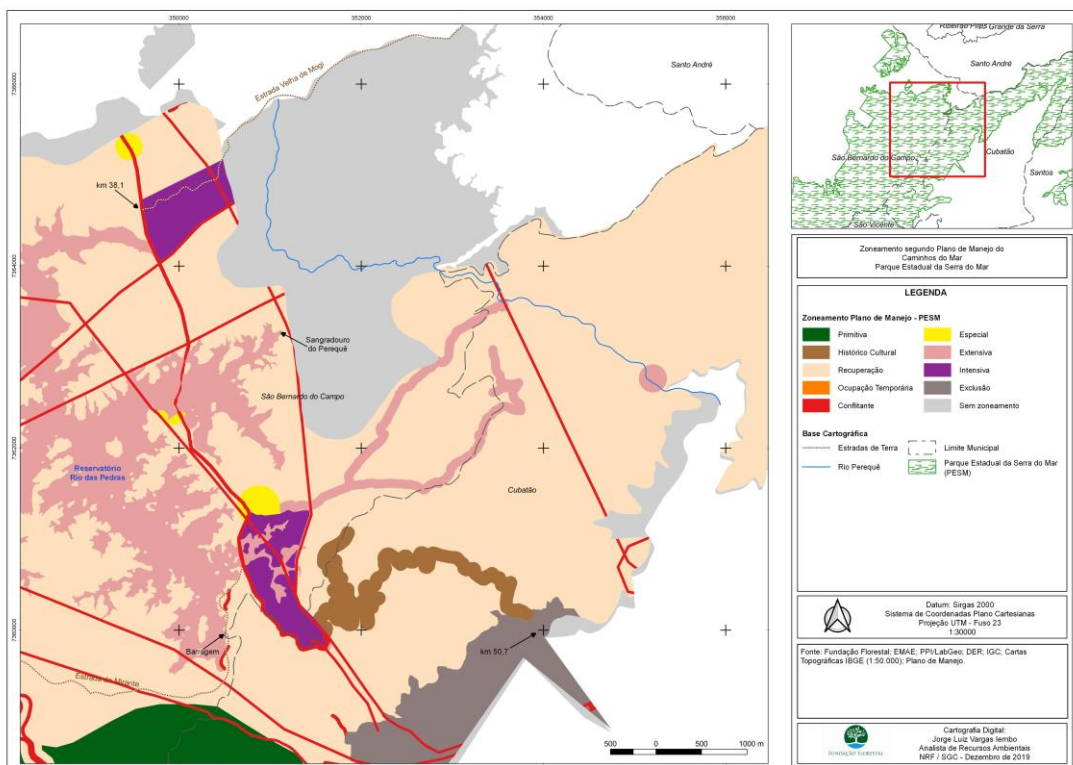 350000
352000
354000
356000
7356000
7354000
7352000
7350000
Estrada Velha de Mogi
Santo André
km 38,1
Sangradouro
do Perequê
São Bernardo do Campo
Reservatório
Rio das Pedras
Cubatão
Barragem
km 50,7
Estrada do Mirante
500 0 500 1000 m
Ribeirão Pires
Grande da Serra
Santo André
Cubatão
São Bernardo do Campo
Santos
São Vicente
Zoneamento segundo Plano de Manejo do
Caminhos do Mar
Parque Estadual da Serra do Mar
LEGENDA
Zoneamento Plano de Manejo - PESM
Primitiva
Especial
Histórico Cultural
Extensiva
Recuperação
Intensiva
Ocupação Temporária
Exclusão
Conflitante
Sem zoneamento
Base Cartográfica
Estradas de Terra
Limite Municipal
Rio Perequê
Parque Estadual da Serra do Mar
(PESM)
Datum: Sirgas 2000
Sistema de Coordenadas Plano Cartesianas
Projeção UTM - Fuso 23
1:30000
Fonte: Fundação Florestal; EMAE; PPI/LabGeo; DER; IGC; Cartas
Topográficas IBGE (1:50.000); Plano de Manejo.
FUNDAÇÃO FLORESTAL
Cartografia Digital:
Jorge Luiz Vargas Iembo
Analista de Recursos Ambientais
NRF / SGC - Dezembro de 2019